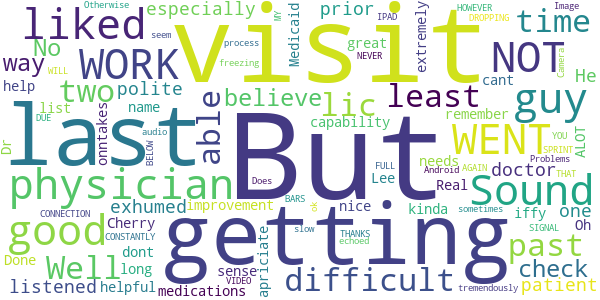 liked
especially
prior
IPAD
HOWEVER
DROPPING
MY
Otherwise
seem
Image
No
WORK
visit
Medicaid
great
NEVER
extremely
NOT
time
way
process
WILL
freezing
Camera
help
two
polite
believe
lic
least
guy
He
cant
list
name
able
capability
remember
ALOT
DUE
audio
Dr
last
But
WENT
YOU
onntakes
BELOW
physician
FULL
AGAIN
SPRINT
THAT
Does
Lee
needs
Android
doctor
Problems
Sound
exhumed
improvement
BARS
nice
Real
CONNECTION
Cherry
good
getting
ok
THANKS
kinda
sometimes
iffy
one
SIGNAL
Oh
CONSTANTLY
Well
Done
dont
sense
apriciate
slow
echoed
past
long
VIDEO
difficult
check
listened
helpful
medications
tremendously
patient